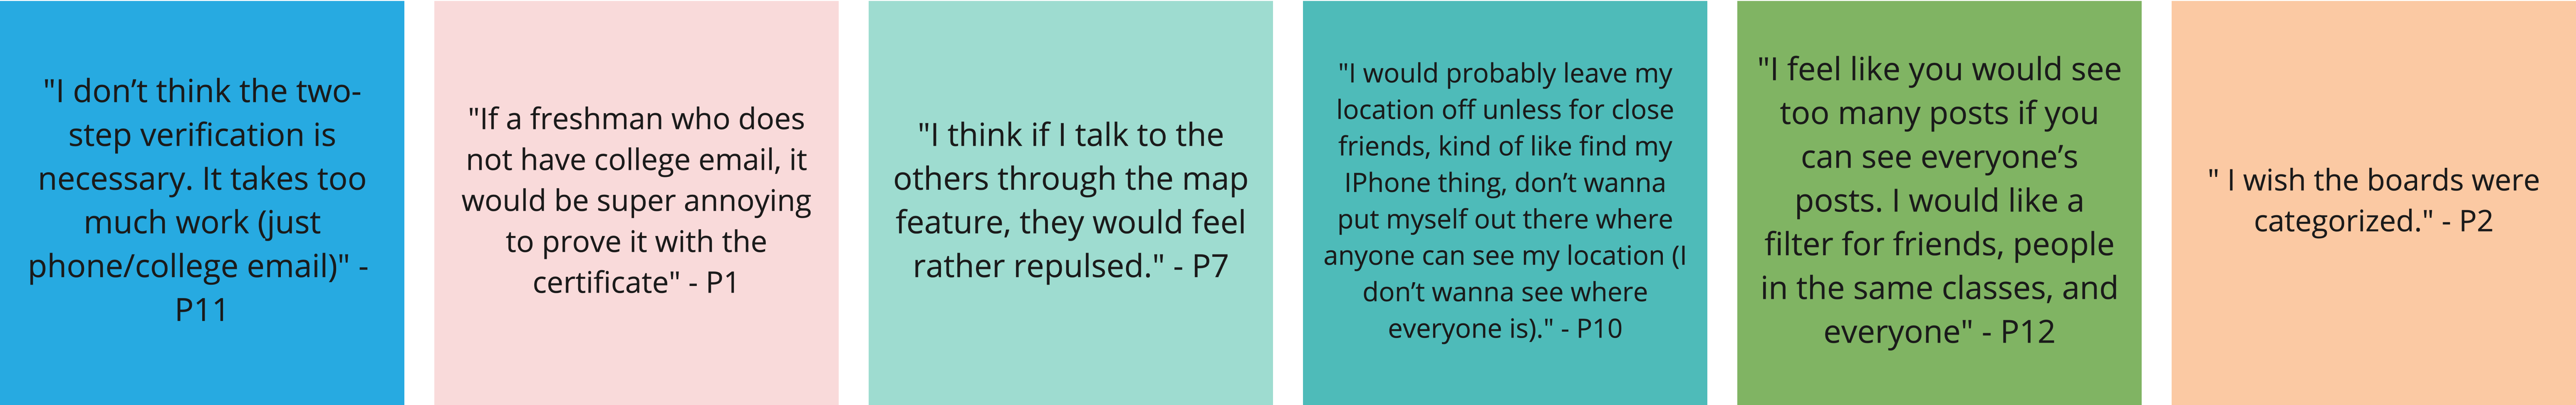 "I don’t think the two-
step verification is
necessary. It takes too
much work (just
phone/college email)" -
P11
"If a freshman who does
not have college email, it
would be super annoying
to prove it with the
certificate" - P1
"I think if I talk to the
others through the map
feature, they would feel
rather repulsed." - P7
"I would probably leave my
location off unless for close
friends, kind of like find my
IPhone thing, don’t wanna
put myself out there where
anyone can see my location (I
don’t wanna see where
everyone is)." - P10
"I feel like you would see
too many posts if you
can see everyone’s
posts. I would like a
filter for friends, people
in the same classes, and
everyone" - P12
" I wish the boards were
categorized." - P2